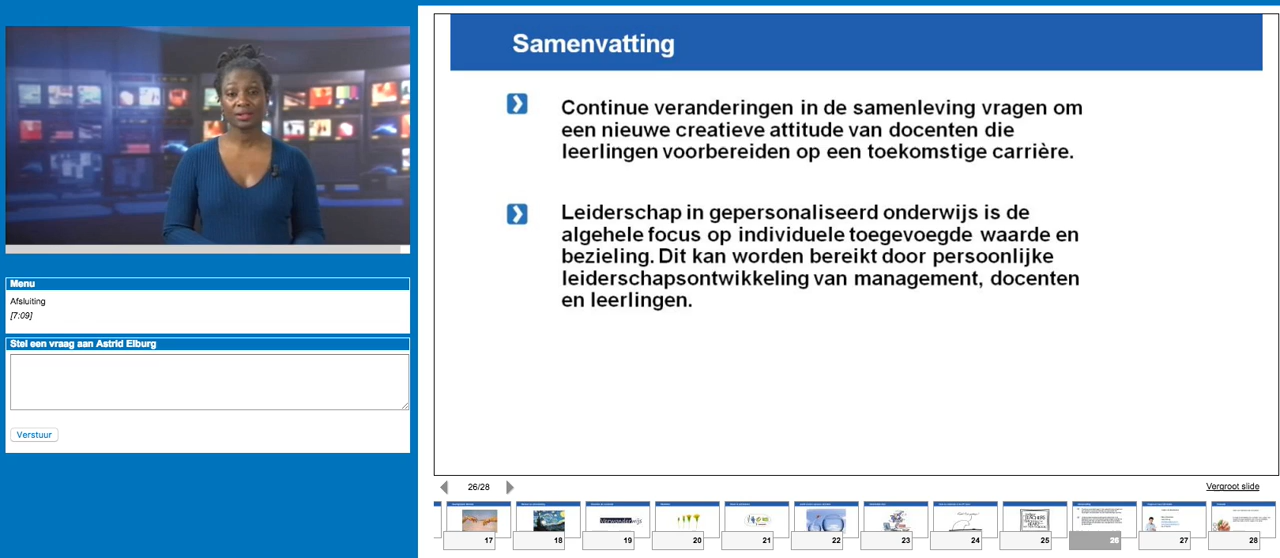 Samenvatting
Continue veranderingen in de samenleving vragen om
een nieuwe creatieve attitude van docenten die
leerlingen voorbereiden op een toekomstige carrière.
Leiderschap in gepersonaliseerd onderwijs is de
algehele focus op individuele toegevoegde waarde en
bezieling. Dit kan worden bereikt door persoonlijke
leiderschapsontwikkeling van management, docenten
en leerlingen.
Menu
Afsluiting
[7:09]
Stel een vraag aan Astrid Elburg
Verstuur
26/28
Vergroot slide
Verwonderwijs
17
18
19
20
21
22
23
24
25
26
27
28